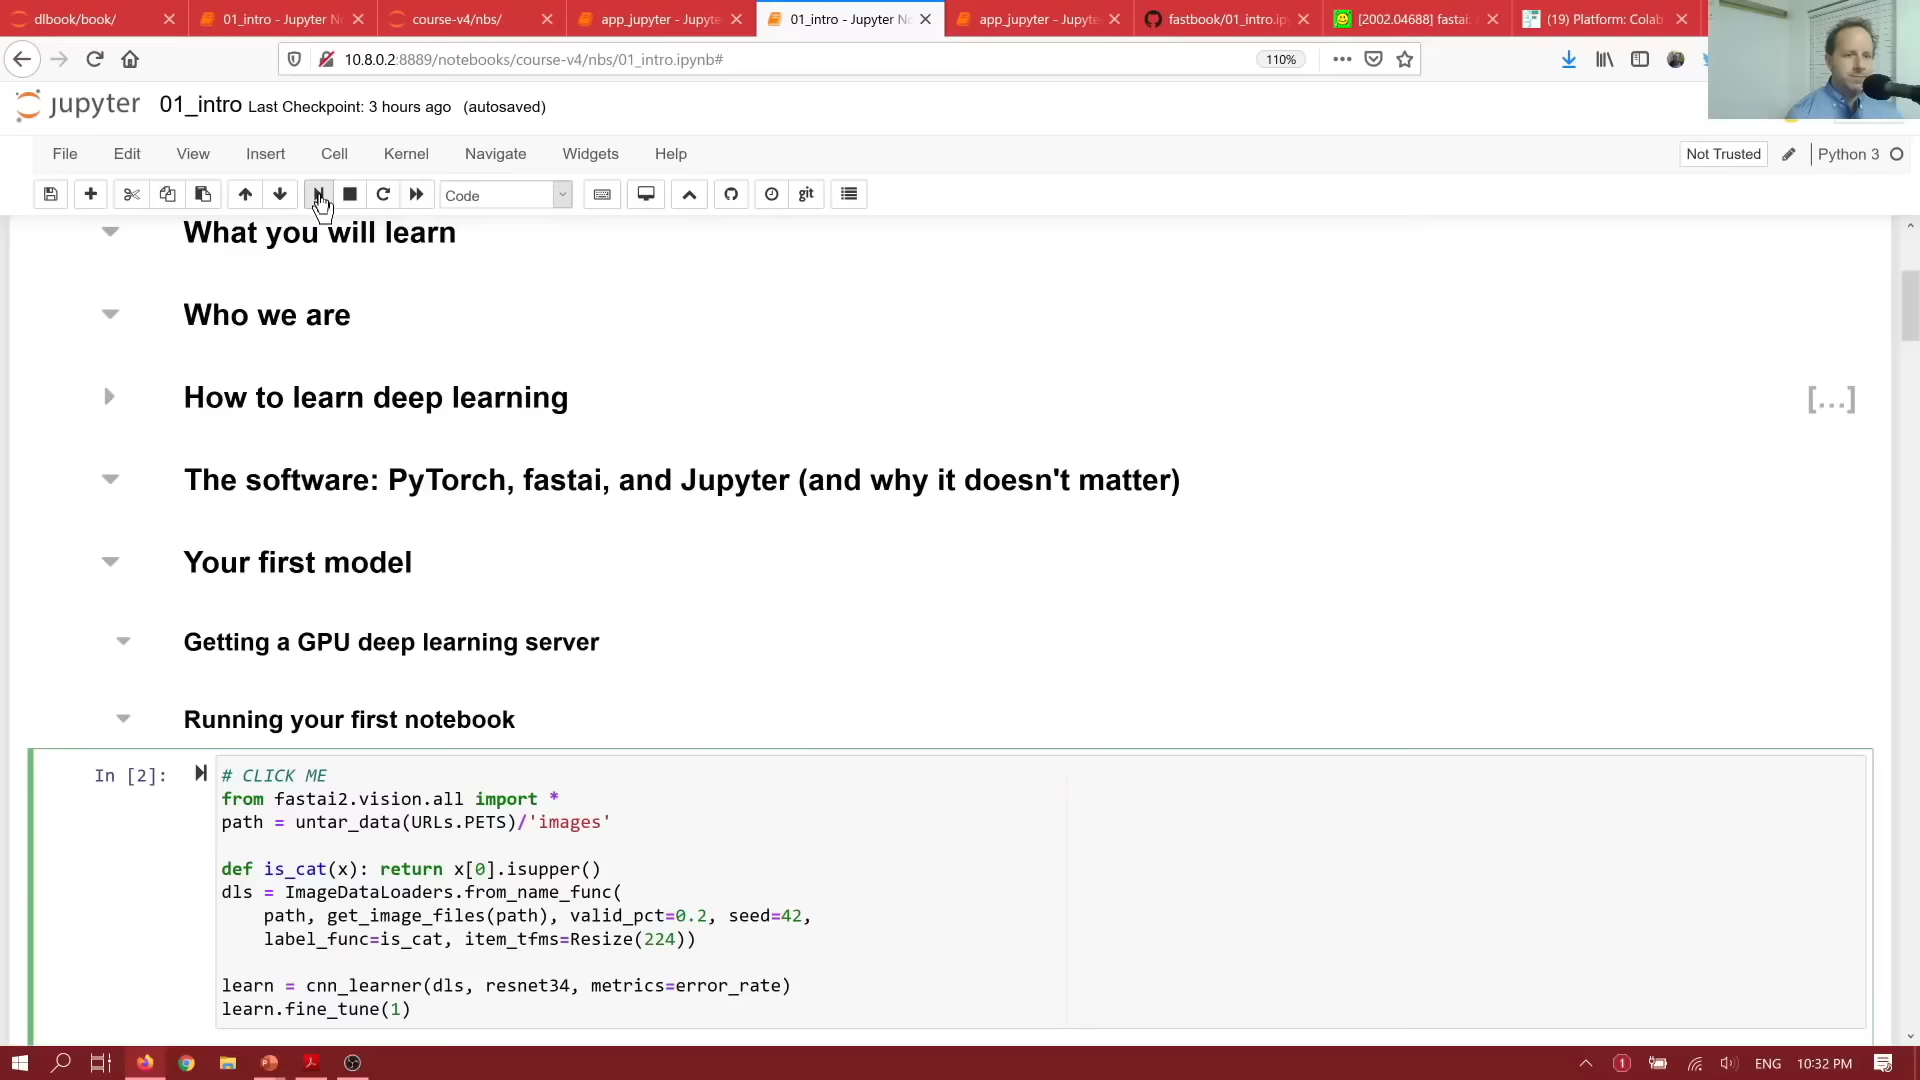 dlbook/book/
01_intro - Jupyter N
course-v4/nbs/
app_jupyter - Jupyte
01_intro - Jupyter No
app_jupyter - Jupyte
fastbook/01_intro.ip
[2002.04688] fastai:
(19) Platform: Colab
10.8.0.2:8889/notebooks/course-v4/nbs/01_intro.ipynb#
110%
jupyter 01_intro Last Checkpoint: 3 hours ago (autosaved)
File Edit View Insert Cell Kernel Navigate Widgets Help
Not Trusted
Python 3
Code
git
What you will learn
Who we are
How to learn deep learning
[...]
The software: PyTorch, fastai, and Jupyter (and why it doesn't matter)
Your first model
Getting a GPU deep learning server
Running your first notebook
In [2]:
# CLICK ME
from fastai2.vision.all import *
path = untar_data(URLs.PETS)/'images'
def is_cat(x): return x[0].isupper()
dls = ImageDataLoaders.from_name_func(
    path, get_image_files(path), valid_pct=0.2, seed=42,
    label_func=is_cat, item_tfms=Resize(224))
learn = cnn_learner(dls, resnet34, metrics=error_rate)
learn.fine_tune(1)
1
ENG
10:32 PM